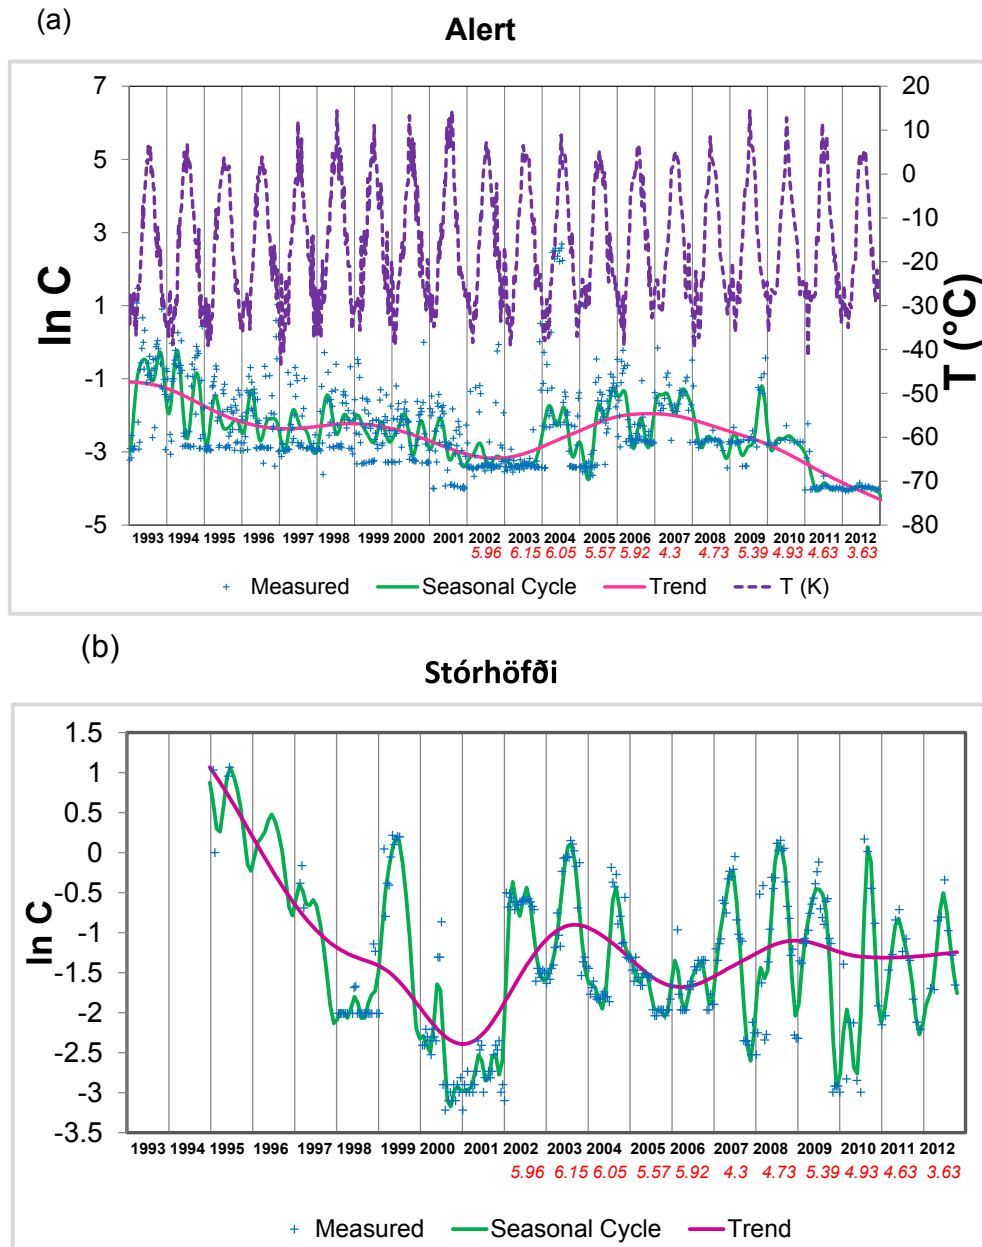 (a)
Alert
7
5
3
1
-1
-3
-5
ln C
20
10
0
-10
-20
-30
-40
-50
-60
-70
-80
T (°C)
1993 1994 1995 1996 1997 1998 1999 2000 2001 2002 2003 2004 2005 2006 2007 2008 2009 2010 2011 2012
5.96 6.15 6.05 5.57 5.92 4.3 4.73 5.39 4.93 4.63 3.63
Measured Seasonal Cycle Trend T (K)
(b)
Stórhöfði
1.5
1
0.5
0
-0.5
-1
-1.5
-2
-2.5
-3
-3.5
ln C
1993 1994 1995 1996 1997 1998 1999 2000 2001 2002 2003 2004 2005 2006 2007 2008 2009 2010 2011 2012
5.96 6.15 6.05 5.57 5.92 4.3 4.73 5.39 4.93 4.63 3.63
Measured Seasonal Cycle Trend